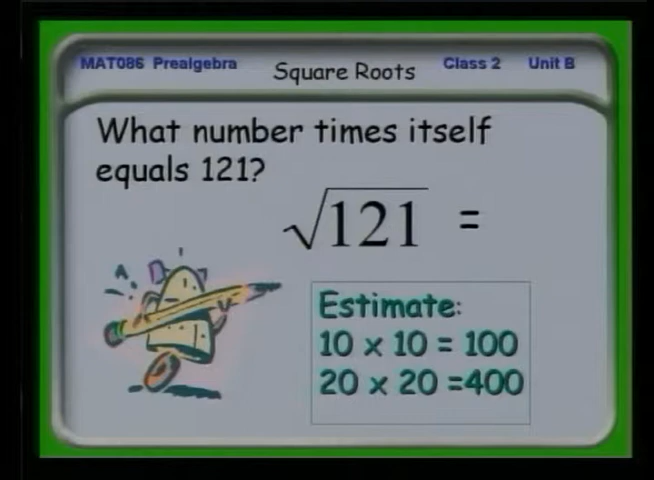 MAT086 Prealgebra Square Roots Class 2 Unit B
What number times itself
equals 121?
√121 =
Estimate:
10 x 10 = 100
20 x 20 =400